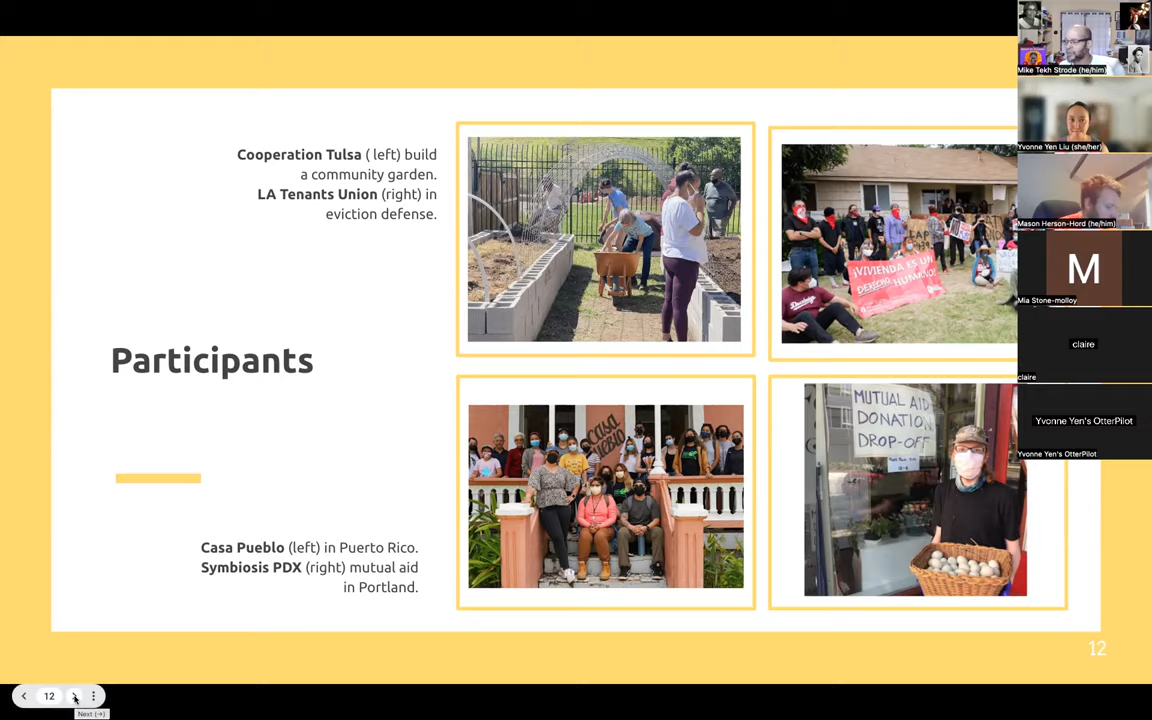 Cooperation Tulsa ( left) build
a community garden.
LA Tenants Union (right) in
eviction defense.
Participants
Casa Pueblo (left) in Puerto Rico.
Symbiosis PDX (right) mutual aid
in Portland.
¡VIVIENDA ES UN
DERECHO HUMANO!
CASA
PUEBLO
MUTUAL AID
DONATION
DROP-OFF
12
Mike Tekh Strode (he/him)
Yvonne Yen Liu (she/her)
Mason Herson-Hord (he/him)
M
Mia Stone-molloy
claire
claire
Yvonne Yen's OtterPilot
Yvonne Yen's OtterPilot
12
Next (→)